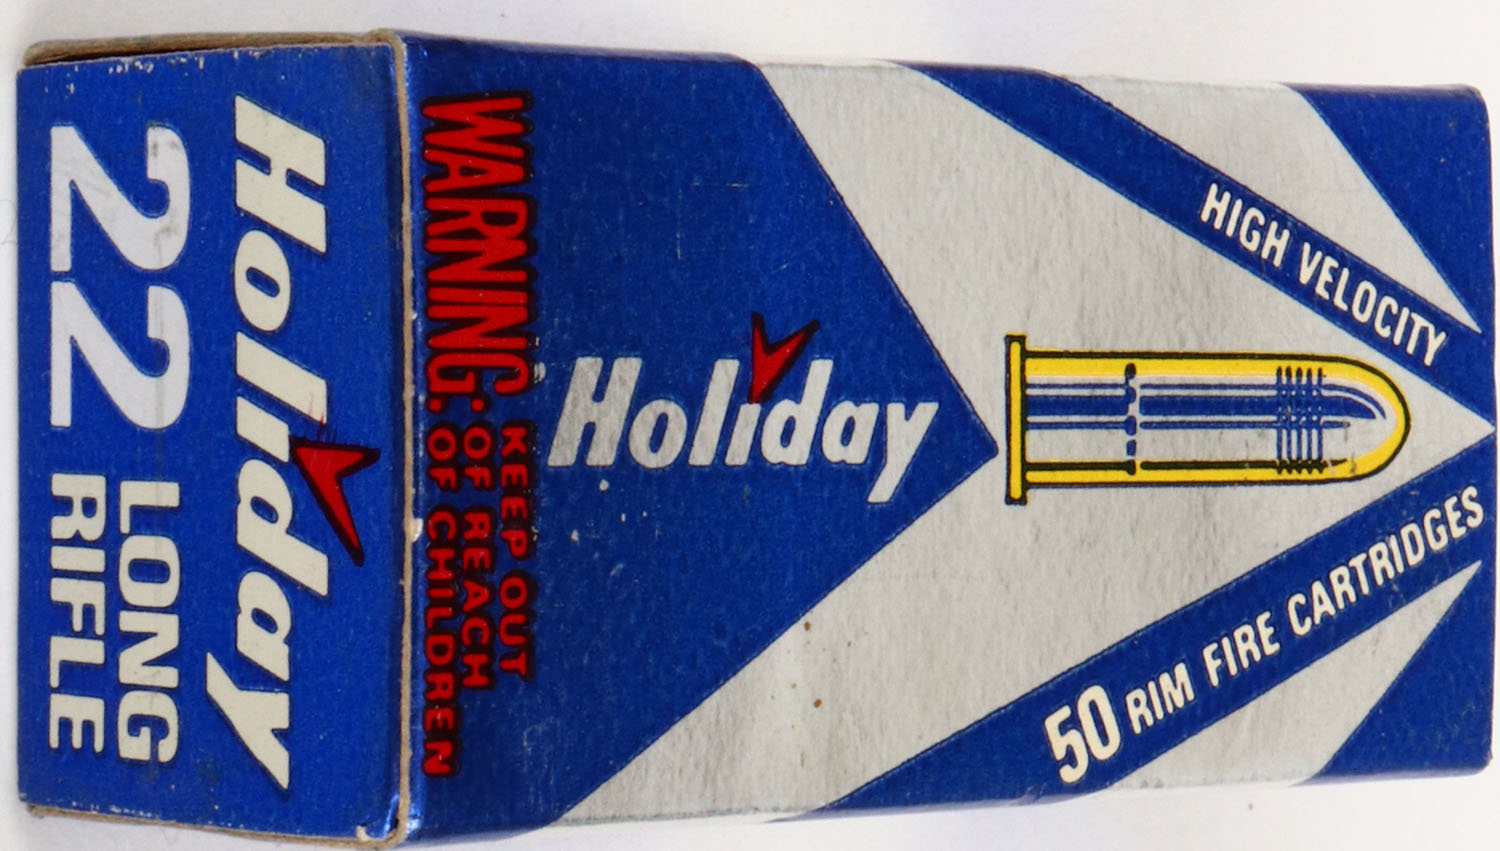 Holiday
22 LONG
RIFLE
WARNING: KEEP OUT
OF REACH
OF CHILDREN
Holiday
HIGH VELOCITY
50 RIM FIRE CARTRIDGES